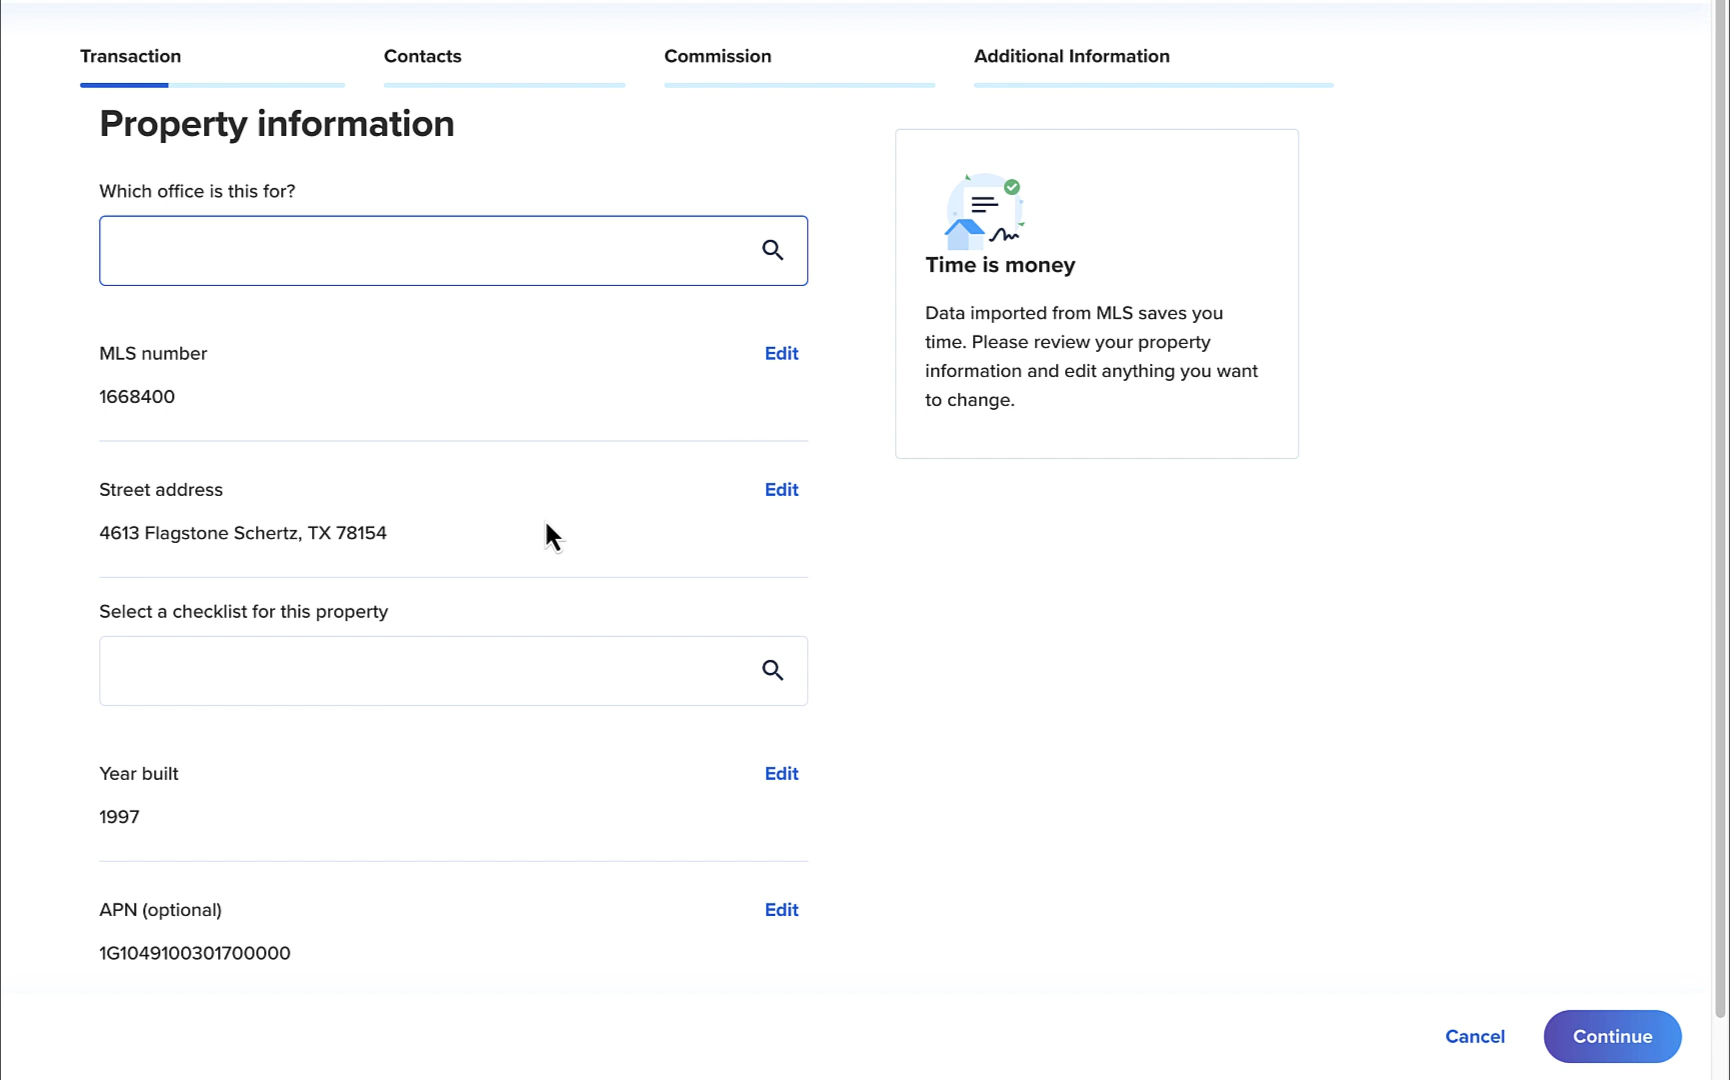 Transaction
Contacts
Commission
Additional Information
Property information
Which office is this for?
MLS number
Edit
1668400
Street address
Edit
4613 Flagstone Schertz, TX 78154
Select a checklist for this property
Year built
Edit
1997
APN (optional)
Edit
1G1049100301700000
Time is money
Data imported from MLS saves you
time. Please review your property
information and edit anything you want
to change.
Cancel
Continue